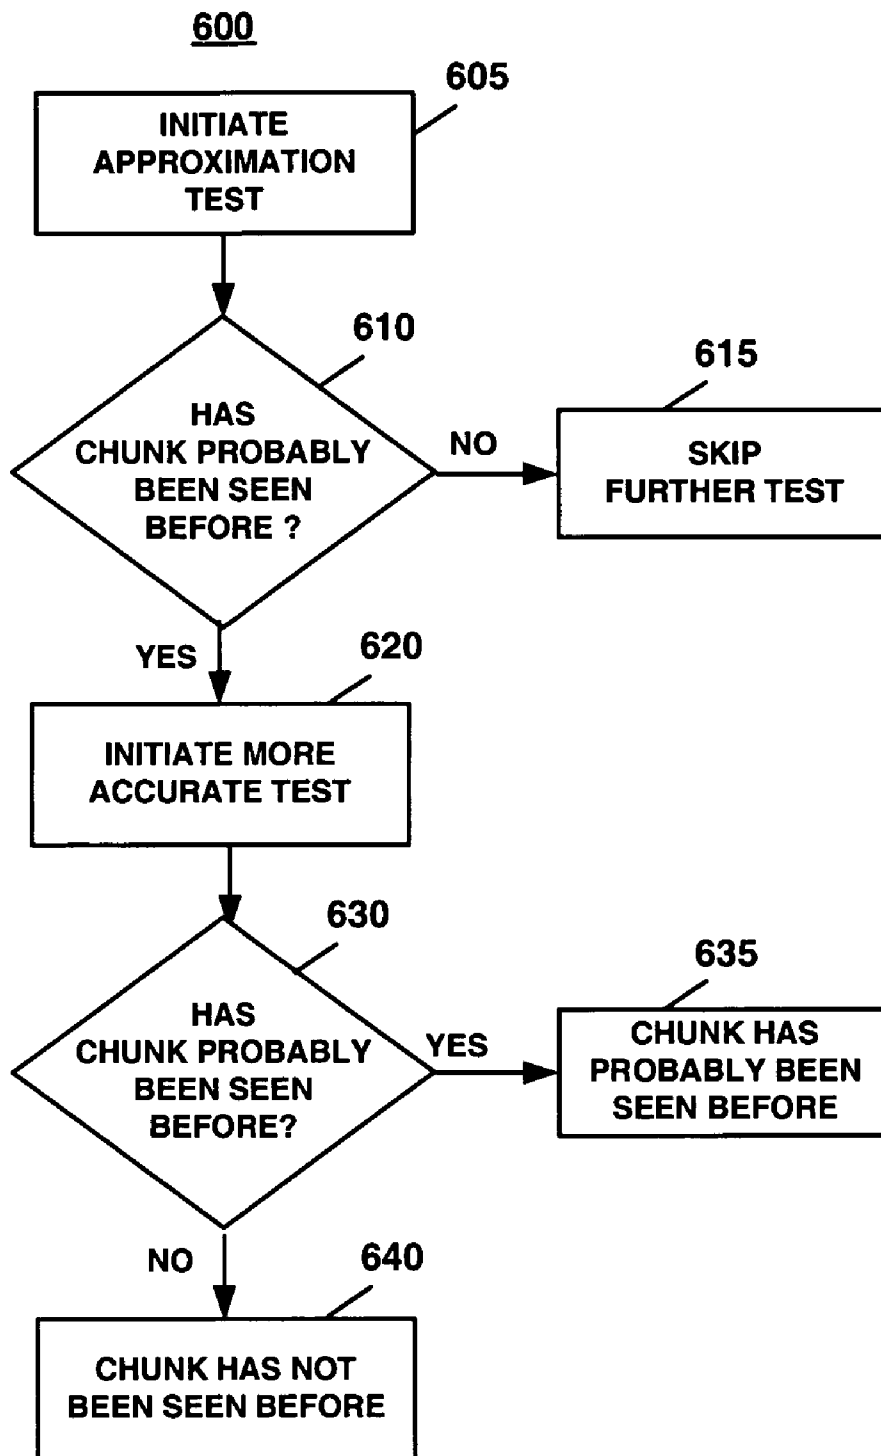 600
605
INITIATE
APPROXIMATION
TEST
610
HAS
CHUNK PROBABLY
BEEN SEEN
BEFORE ?
NO
615
SKIP
FURTHER TEST
YES
620
INITIATE MORE
ACCURATE TEST
630
HAS
CHUNK PROBABLY
BEEN SEEN
BEFORE?
YES
635
CHUNK HAS
PROBABLY BEEN
SEEN BEFORE
NO
640
CHUNK HAS NOT
BEEN SEEN BEFORE